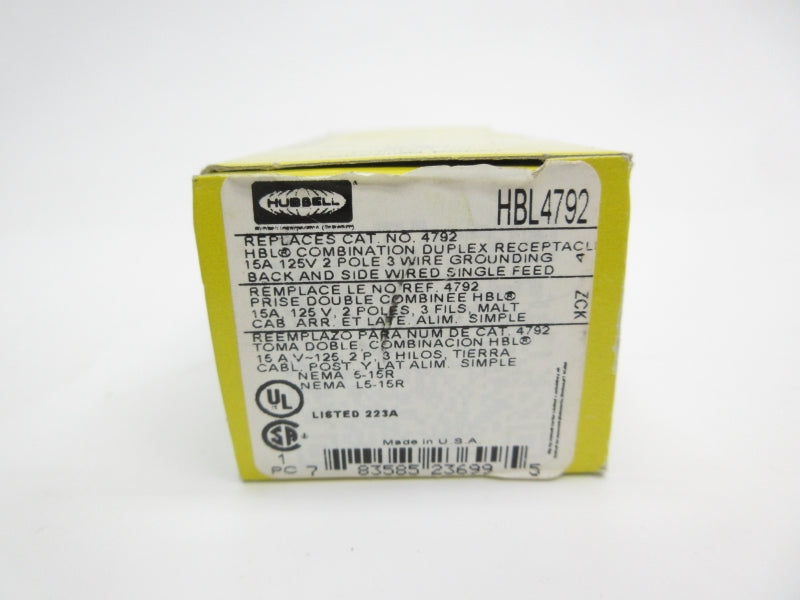 HUBBELL
HBL4792
REPLACES CAT. NO. 4792
HBL® COMBINATION DUPLEX RECEPTACL
15A 125V 2 POLE 3 WIRE GROUNDING
BACK AND SIDE WIRED SINGLE FEED
4
REMPLACE LE NO REF. 4792
PRISE DOUBLE COMBINEE HBL®
15A, 125 V, 2 POLES, 3 FILS, MALT
CAB. ARR. ET LATE. ALIM. SIMPLE
ZCK
REEMPLAZO PARA NUM DE CAT. 4792
TOMA DOBLE, COMBINACION HBL®
15 A V~125, 2 P, 3 HILOS, TIERRA
CABL. POST Y LAT ALIM. SIMPLE
NEMA 5-15R
NEMA L5-15R
UL
LISTED 223A
SA
Made in U.S.A.
1
PC
7 83585 23699 5